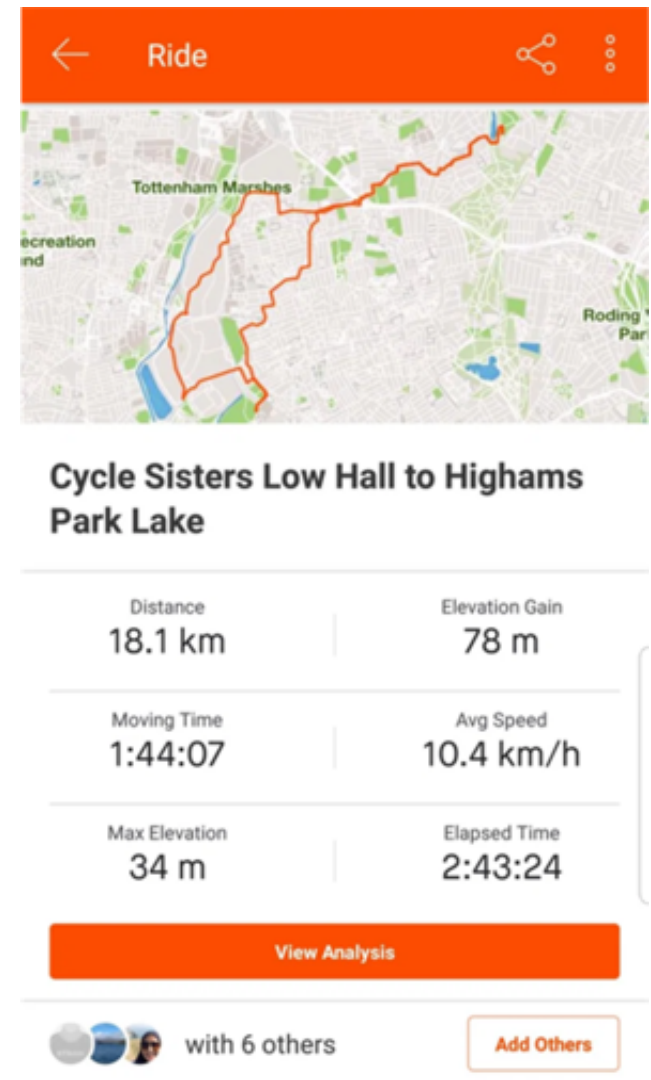 Ride
Tottenham Marshes
ecreation
nd
Roding
Par
Cycle Sisters Low Hall to Highams
Park Lake
Distance
Elevation Gain
18.1 km
78 m
Moving Time
Avg Speed
1:44:07
10.4 km/h
Max Elevation
Elapsed Time
34 m
2:43:24
View Analysis
with 6 others
Add Others